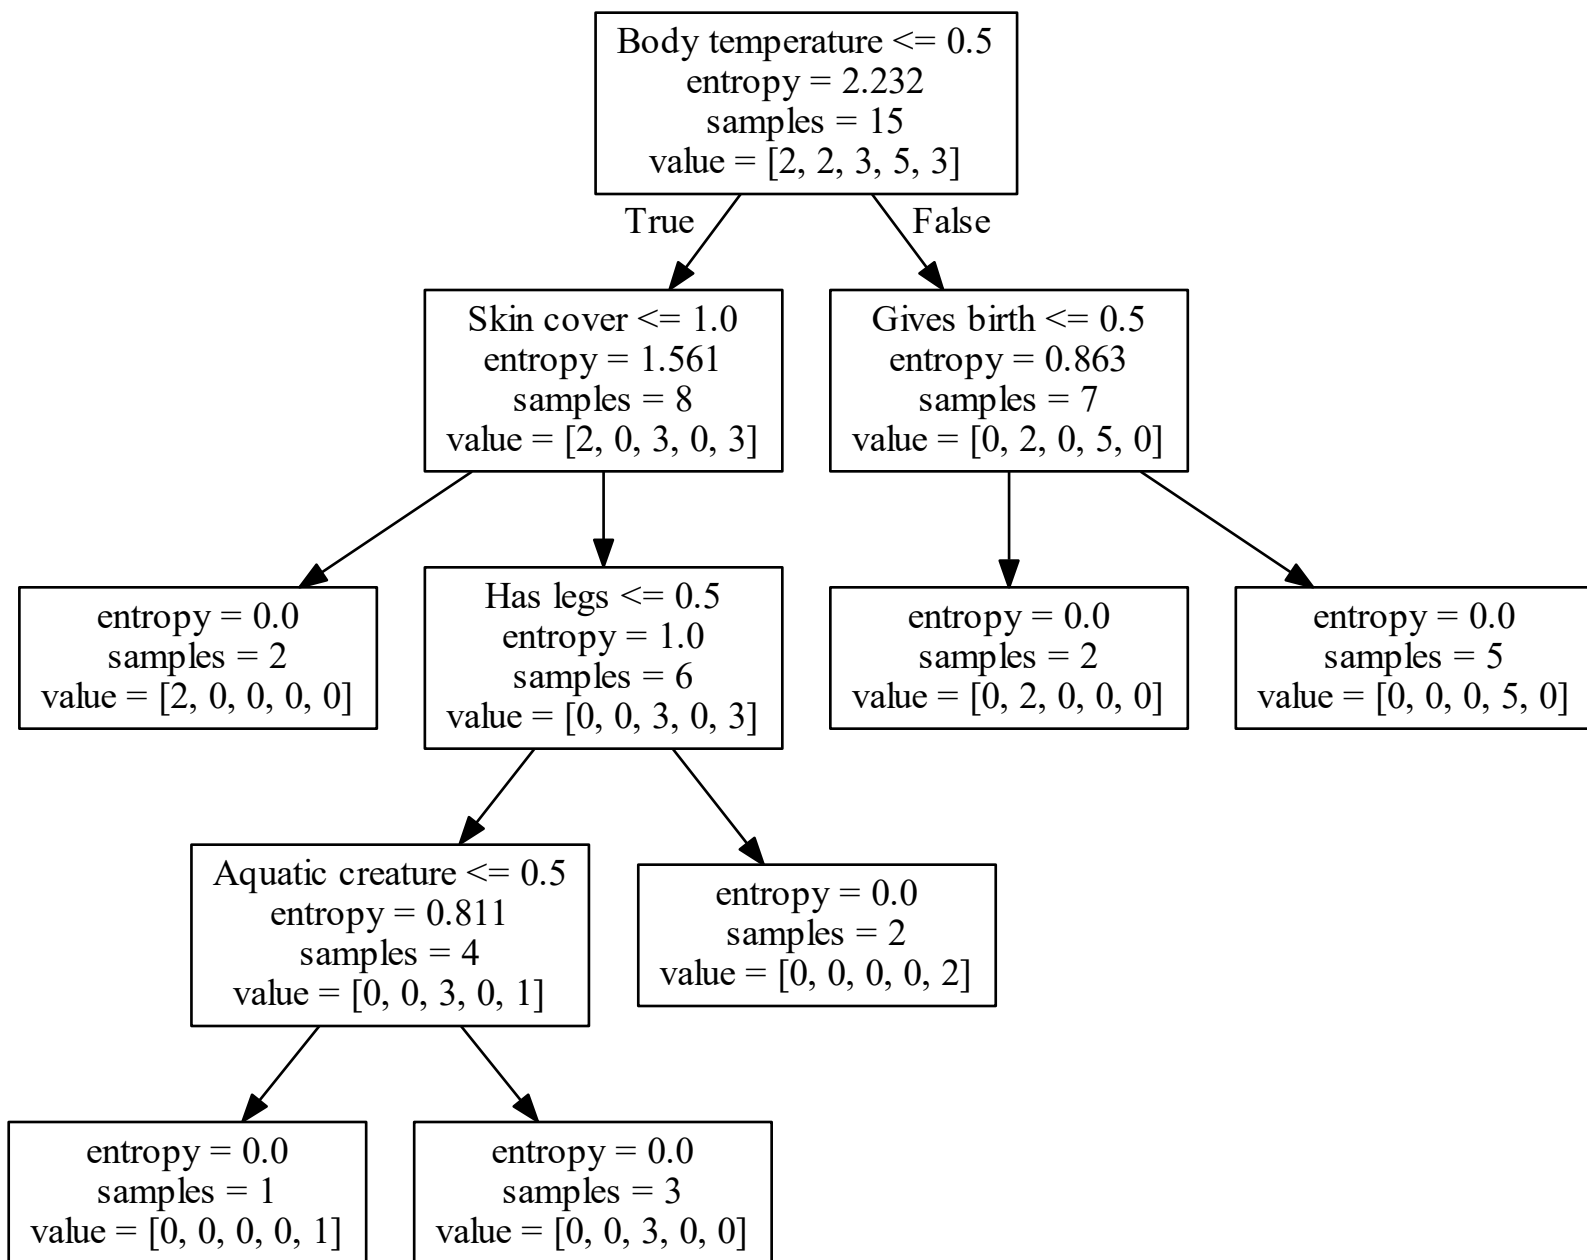 Body temperature <= 0.5
entropy = 2.232
samples = 15
value = [2, 2, 3, 5, 3]
True
False
Skin cover <= 1.0
entropy = 1.561
samples = 8
value = [2, 0, 3, 0, 3]
Gives birth <= 0.5
entropy = 0.863
samples = 7
value = [0, 2, 0, 5, 0]
entropy = 0.0
samples = 2
value = [2, 0, 0, 0, 0]
Has legs <= 0.5
entropy = 1.0
samples = 6
value = [0, 0, 3, 0, 3]
entropy = 0.0
samples = 2
value = [0, 2, 0, 0, 0]
entropy = 0.0
samples = 5
value = [0, 0, 0, 5, 0]
Aquatic creature <= 0.5
entropy = 0.811
samples = 4
value = [0, 0, 3, 0, 1]
entropy = 0.0
samples = 2
value = [0, 0, 0, 0, 2]
entropy = 0.0
samples = 1
value = [0, 0, 0, 0, 1]
entropy = 0.0
samples = 3
value = [0, 0, 3, 0, 0]